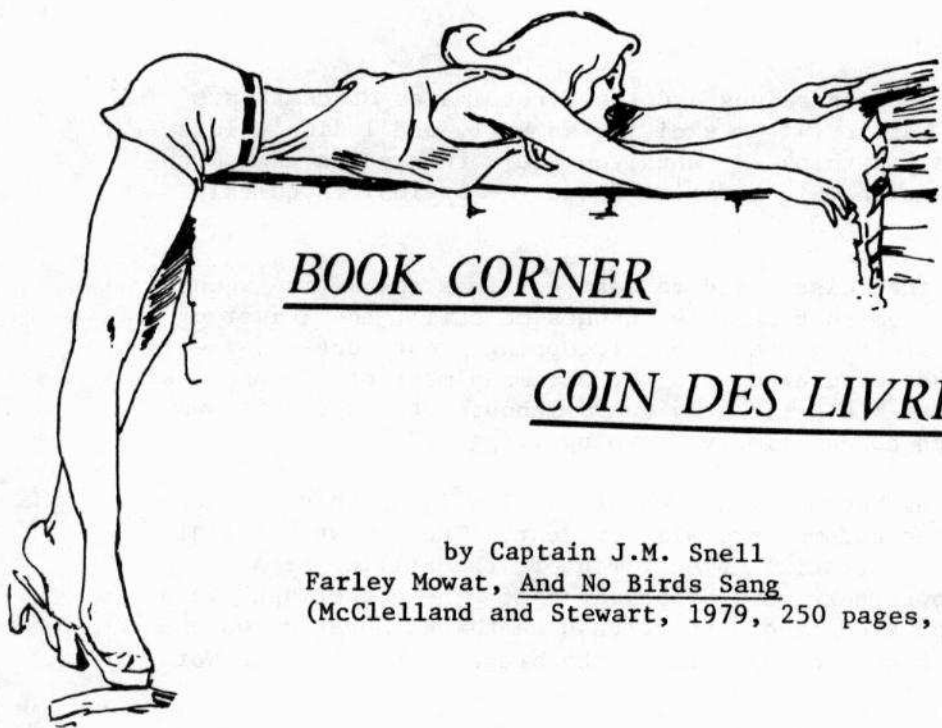 BOOK CORNER
COIN DES LIVR
by Captain J.M. Snell
Farley Mowat, And No Birds Sang
(McClelland and Stewart, 1979, 250 pages,